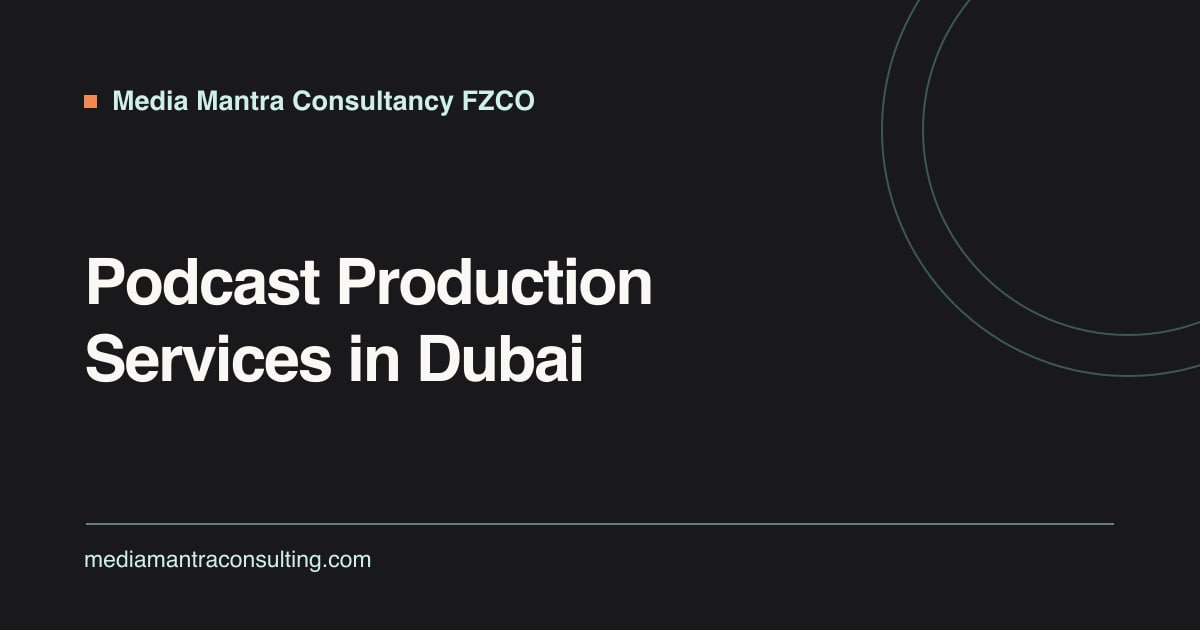 Media Mantra Consultancy FZCO
Podcast Production
Services in Dubai
mediamantraconsulting.com